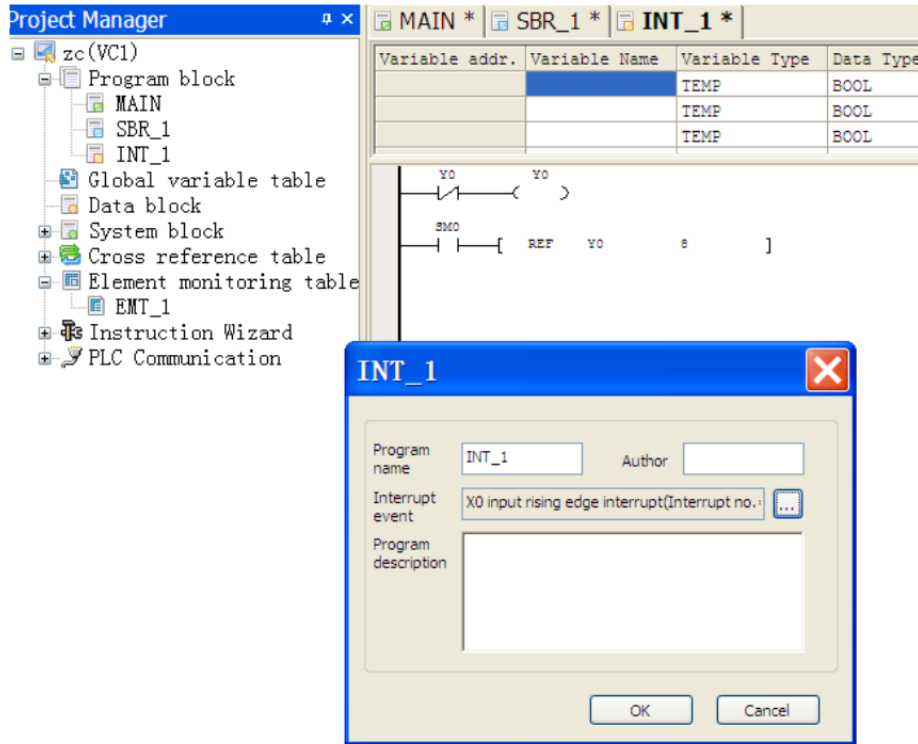 Project Manager
MAIN * SBR_1 * INT_1 *
zc(VC1)
Program block
MAIN
SBR_1
INT_1
Global variable table
Data block
System block
Cross reference table
Element monitoring table
EMT_1
Instruction Wizard
PLC Communication
Variable addr. Variable Name Variable Type Data Type
TEMP BOOL
TEMP BOOL
TEMP BOOL
Y0 Y0
SM0
REF Y0 8
INT_1
Program name INT_1 Author
Interrupt event X0 input rising edge interrupt(Interrupt no.:
Program description
OK Cancel